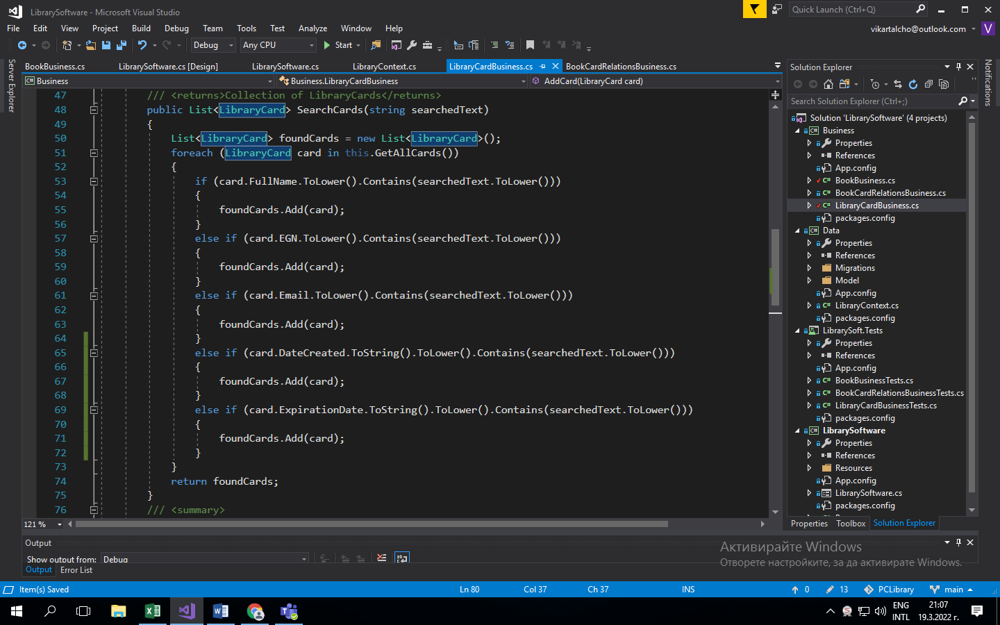 LibrarySoftware - Microsoft Visual Studio
Quick Launch (Ctrl+Q)
File Edit View Project Build Debug Team Tools Test Analyze Window Help
vikartalcho@outlook.com V
Debug Any CPU Start
Server Explorer
BookBusiness.cs LibrarySoftware.cs [Design] LibrarySoftware.cs LibraryContext.cs LibraryCardBusiness.cs BookCardRelationsBusiness.cs
Business Business.LibraryCardBusiness AddCard(LibraryCard card)
47 /// <returns>Collection of LibraryCards</returns>
48 public List<LibraryCard> SearchCards(string searchedText)
49 {
50 List<LibraryCard> foundCards = new List<LibraryCard>();
51 foreach (LibraryCard card in this.GetAllCards())
52 {
53 if (card.FullName.ToLower().Contains(searchedText.ToLower()))
54 {
55 foundCards.Add(card);
56 }
57 else if (card.EGN.ToLower().Contains(searchedText.ToLower()))
58 {
59 foundCards.Add(card);
60 }
61 else if (card.Email.ToLower().Contains(searchedText.ToLower()))
62 {
63 foundCards.Add(card);
64 }
65 else if (card.DateCreated.ToString().ToLower().Contains(searchedText.ToLower()))
66 {
67 foundCards.Add(card);
68 }
69 else if (card.ExpirationDate.ToString().ToLower().Contains(searchedText.ToLower()))
70 {
71 foundCards.Add(card);
72 }
73 }
74 return foundCards;
75 }
76 /// <summary>
121 %
Solution Explorer
Search Solution Explorer (Ctrl+;)
Solution 'LibrarySoftware' (4 projects)
Business
Properties
References
App.config
BookBusiness.cs
BookCardRelationsBusiness.cs
LibraryCardBusiness.cs
packages.config
Data
Properties
References
Migrations
Model
App.config
LibraryContext.cs
packages.config
LibrarySoft.Tests
Properties
References
App.config
BookBusinessTests.cs
BookCardRelationsBusinessTests.cs
LibraryCardBusinessTests.cs
packages.config
LibrarySoftware
Properties
References
Resources
App.config
LibrarySoftware.cs
packages.config
Properties Toolbox Solution Explorer
Notifications
Output
Show output from: Debug
Output Error List
Активирайте Windows
Отворете настройките, за да активирате Windows.
Item(s) Saved Ln 80 Col 37 Ch 37 INS 0 13 PCLibrary main
ENG
INTL
21:07
19.3.2022 г.